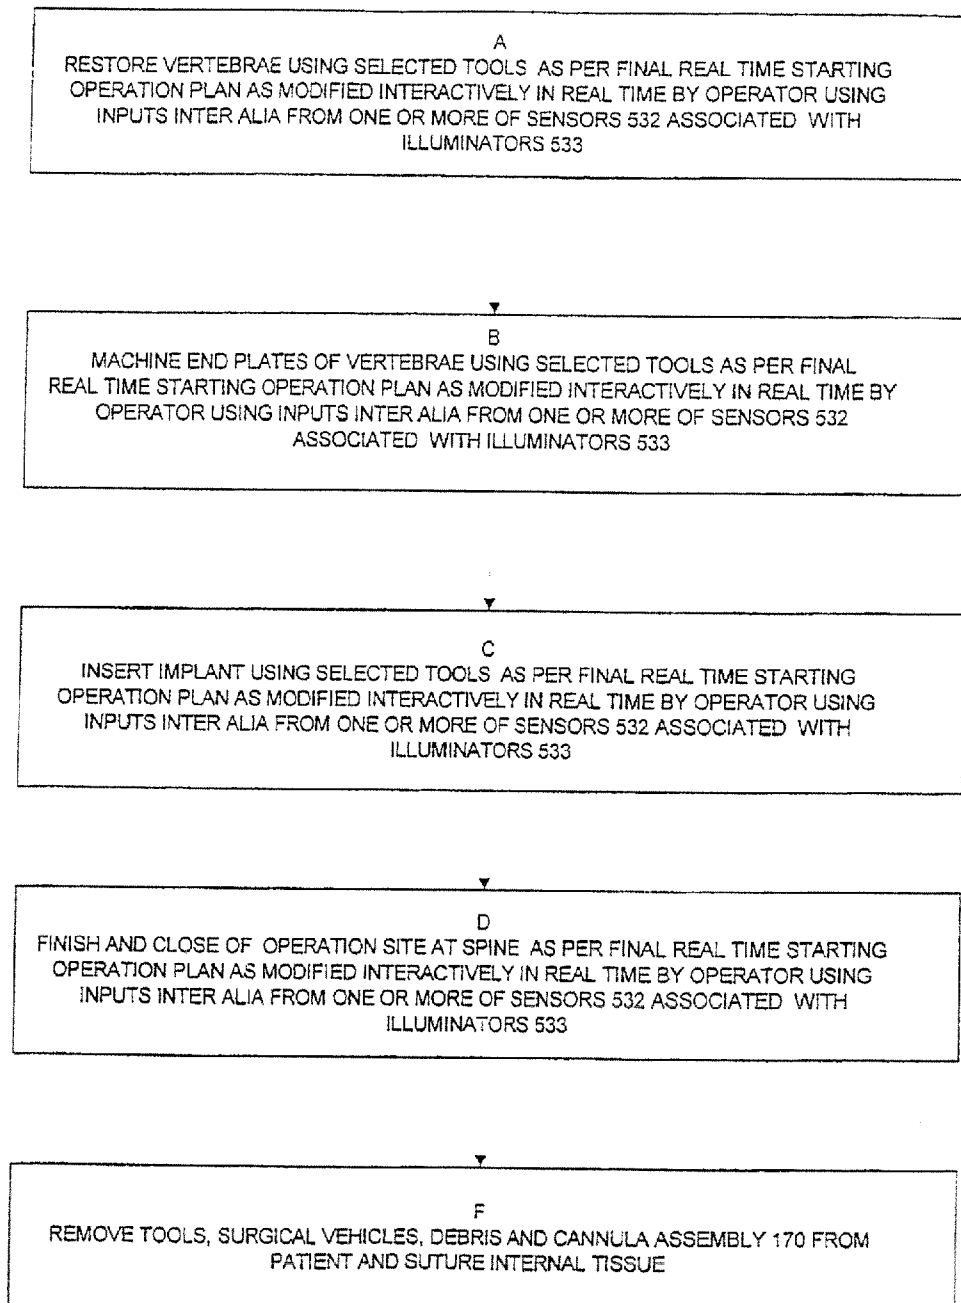 A
RESTORE VERTEBRAE USING SELECTED TOOLS AS PER FINAL REAL TIME STARTING
OPERATION PLAN AS MODIFIED INTERACTIVELY IN REAL TIME BY OPERATOR USING
INPUTS INTER ALIA FROM ONE OR MORE OF SENSORS 532 ASSOCIATED WITH
ILLUMINATORS 533
B
MACHINE END PLATES OF VERTEBRAE USING SELECTED TOOLS AS PER FINAL
REAL TIME STARTING OPERATION PLAN AS MODIFIED INTERACTIVELY IN REAL TIME BY
OPERATOR USING INPUTS INTER ALIA FROM ONE OR MORE OF SENSORS 532
ASSOCIATED WITH ILLUMINATORS 533
C
INSERT IMPLANT USING SELECTED TOOLS AS PER FINAL REAL TIME STARTING
OPERATION PLAN AS MODIFIED INTERACTIVELY IN REAL TIME BY OPERATOR USING
INPUTS INTER ALIA FROM ONE OR MORE OF SENSORS 532 ASSOCIATED WITH
ILLUMINATORS 533
D
FINISH AND CLOSE OF OPERATION SITE AT SPINE AS PER FINAL REAL TIME STARTING
OPERATION PLAN AS MODIFIED INTERACTIVELY IN REAL TIME BY OPERATOR USING
INPUTS INTER ALIA FROM ONE OR MORE OF SENSORS 532 ASSOCIATED WITH
ILLUMINATORS 533
F
REMOVE TOOLS, SURGICAL VEHICLES, DEBRIS AND CANNULA ASSEMBLY 170 FROM
PATIENT AND SUTURE INTERNAL TISSUE